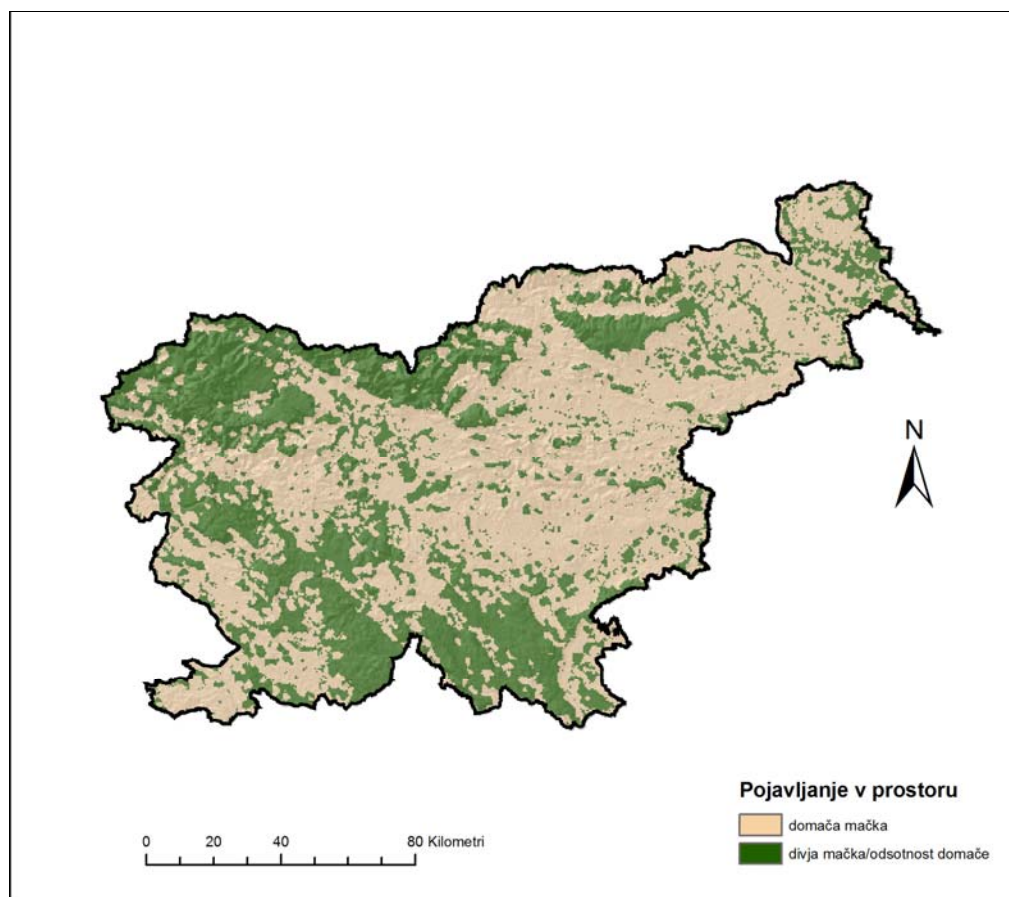 N
Pojavljanje v prostoru
domača mačka
divja mačka/odsotnost domače
0 20 40 80 Kilometri